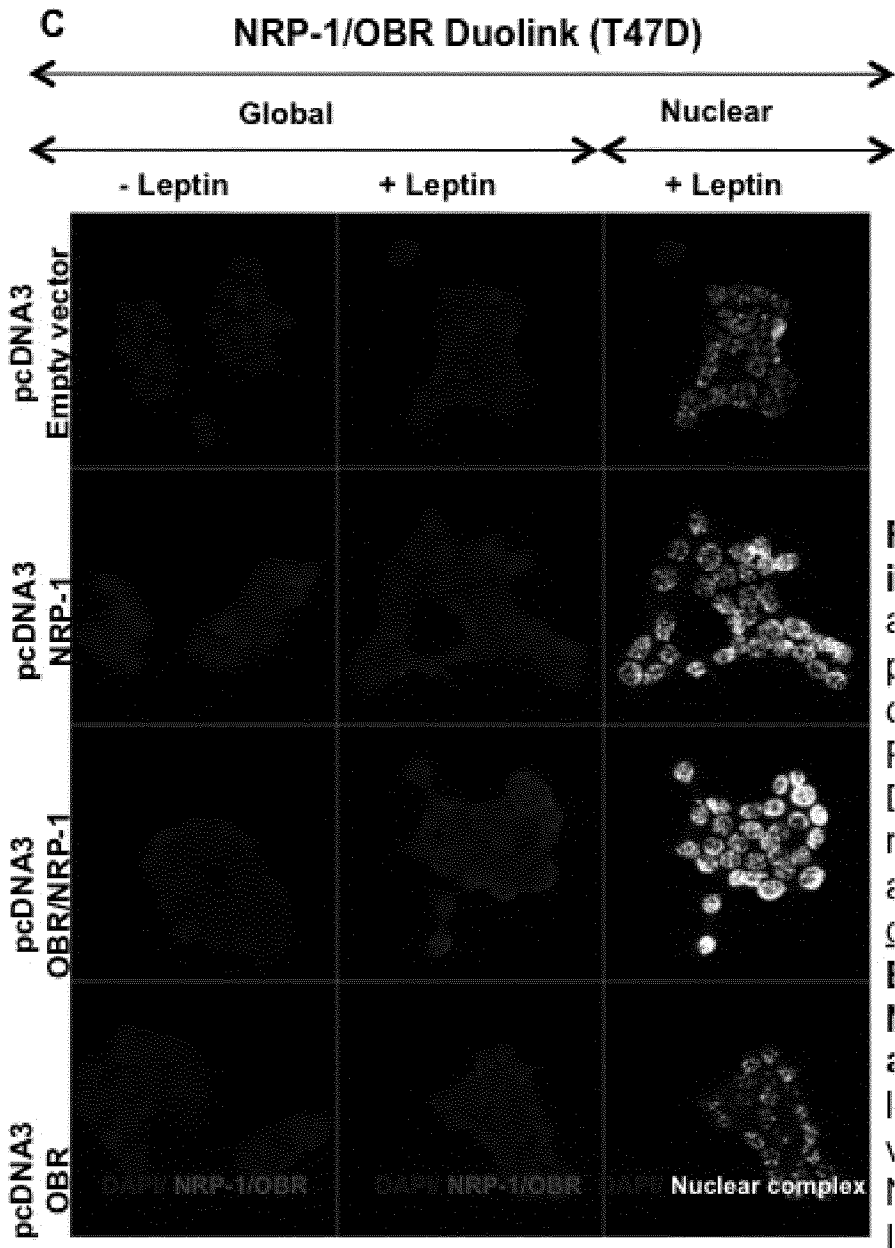 C
NRP-1/OBR Duolink (T47D)
Global
Nuclear
- Leptin
+ Leptin
+ Leptin
pcDNA3
Empty vector
pcDNA3
NRP-1
pcDNA3
OBR/NRP-1
pcDNA3
OBR
DAPI/ NRP-1/OBR
DAPI/ NRP-1/OBR
DAPI/ Nuclear complex